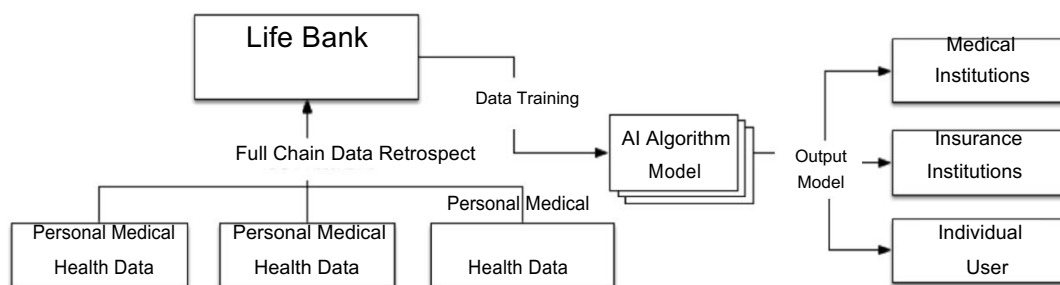 Life Bank
Data Training
Full Chain Data Retrospect
Personal Medical
Health Data
Personal Medical
Health Data
Personal Medical
Health Data
AI Algorithm
Model
Output
Model
Medical
Institutions
Insurance
Institutions
Individual
User